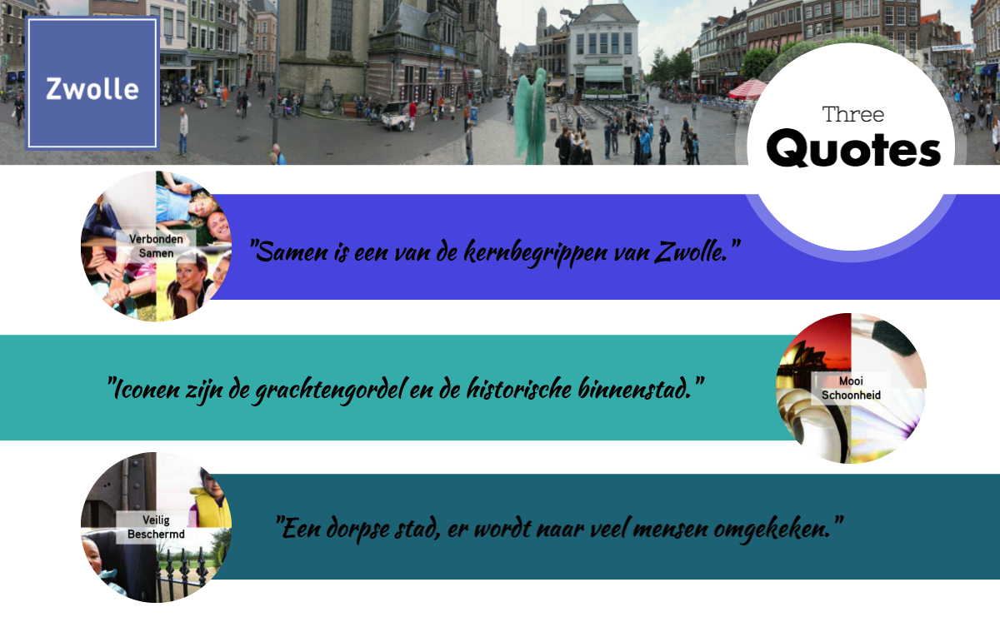 Zwolle
Three
Quotes
Verbonden
Samen
"Samen is een van de kernbegrippen van Zwolle."
"Iconen zijn de grachtengordel en de historische binnenstad."
Mooi
Schoonheid
Veilig
Beschermd
"Een dorpse stad, er wordt naar veel mensen omgekeken."